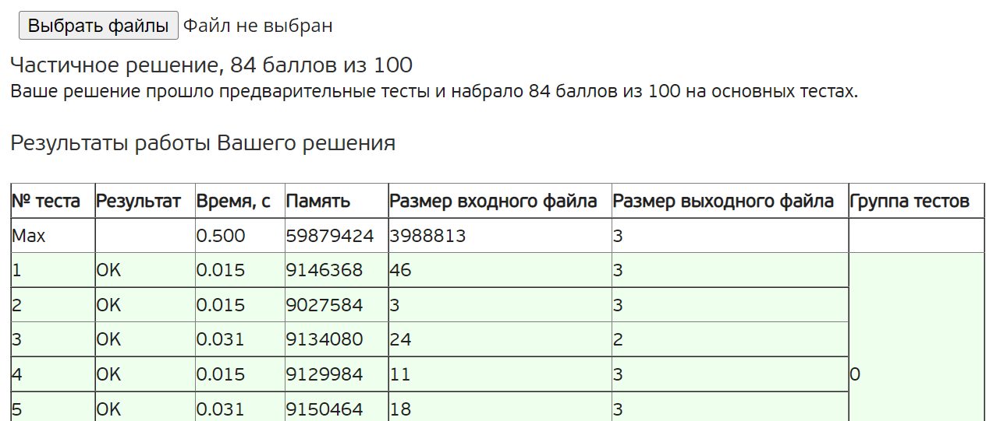 Выбрать файлы Файл не выбран
Частичное решение, 84 баллов из 100
Ваше решение прошло предварительные тесты и набрало 84 баллов из 100 на основных тестах.
Результаты работы Вашего решения
№ теста Результат Время, с Память Размер входного файла Размер выходного файла Группа тестов
Max 0.500 59879424 3988813 3
1 OK 0.015 9146368 46 3
2 OK 0.015 9027584 3 3
3 OK 0.031 9134080 24 2
4 OK 0.015 9129984 11 3 0
5 OK 0.031 9150464 18 3